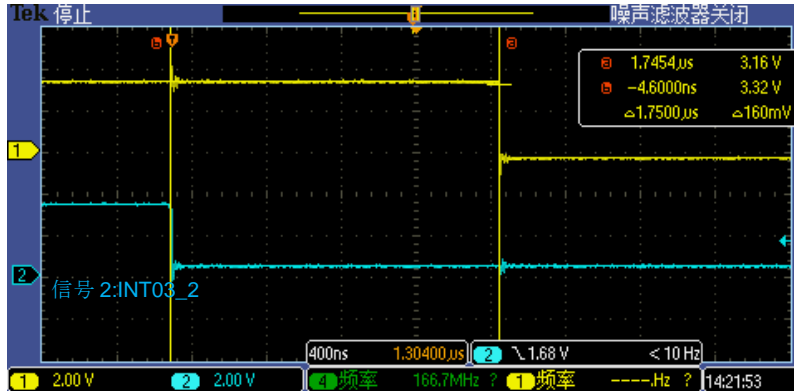 Tek 停止 噪声滤波器关闭
b T a
a 1.7454µs 3.16 V
b −4.6000ns 3.32 V
△1.7500µs △160mV
1
2
信号 2:INT03_2
400ns 1.30400µs 2 1.68 V < 10 Hz
1 2.00 V 2 2.00 V 4 频率 166.7MHz ? 1 频率 ----.Hz ? 14:21:53